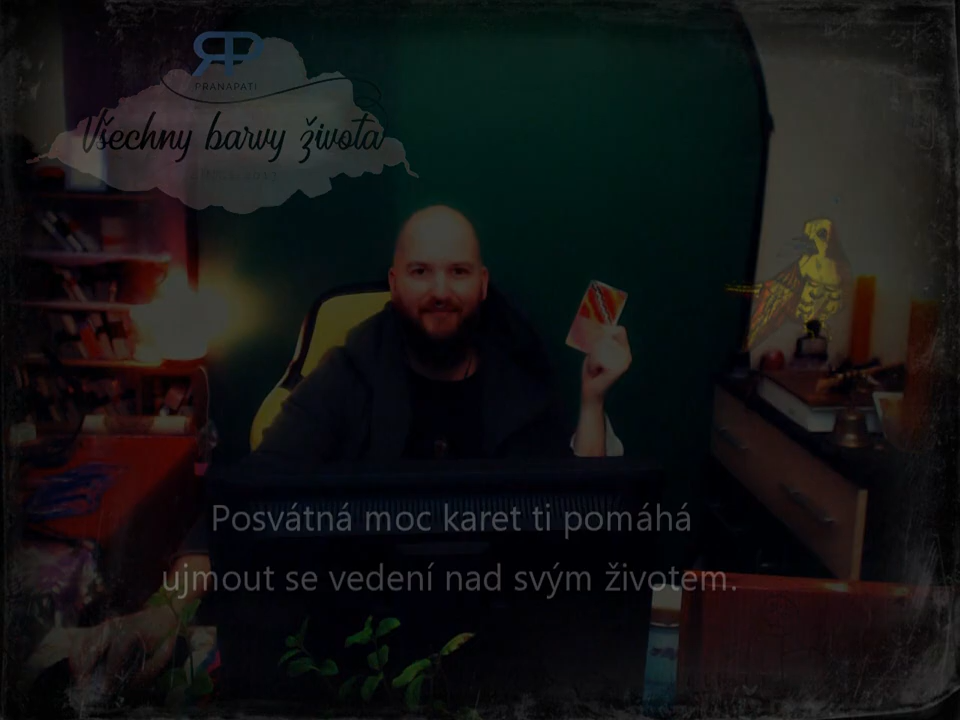 PRANAPATI
Všechny barvy života
Posvátná moc karet ti pomáhá
ujmout se vedení nad svým životem.